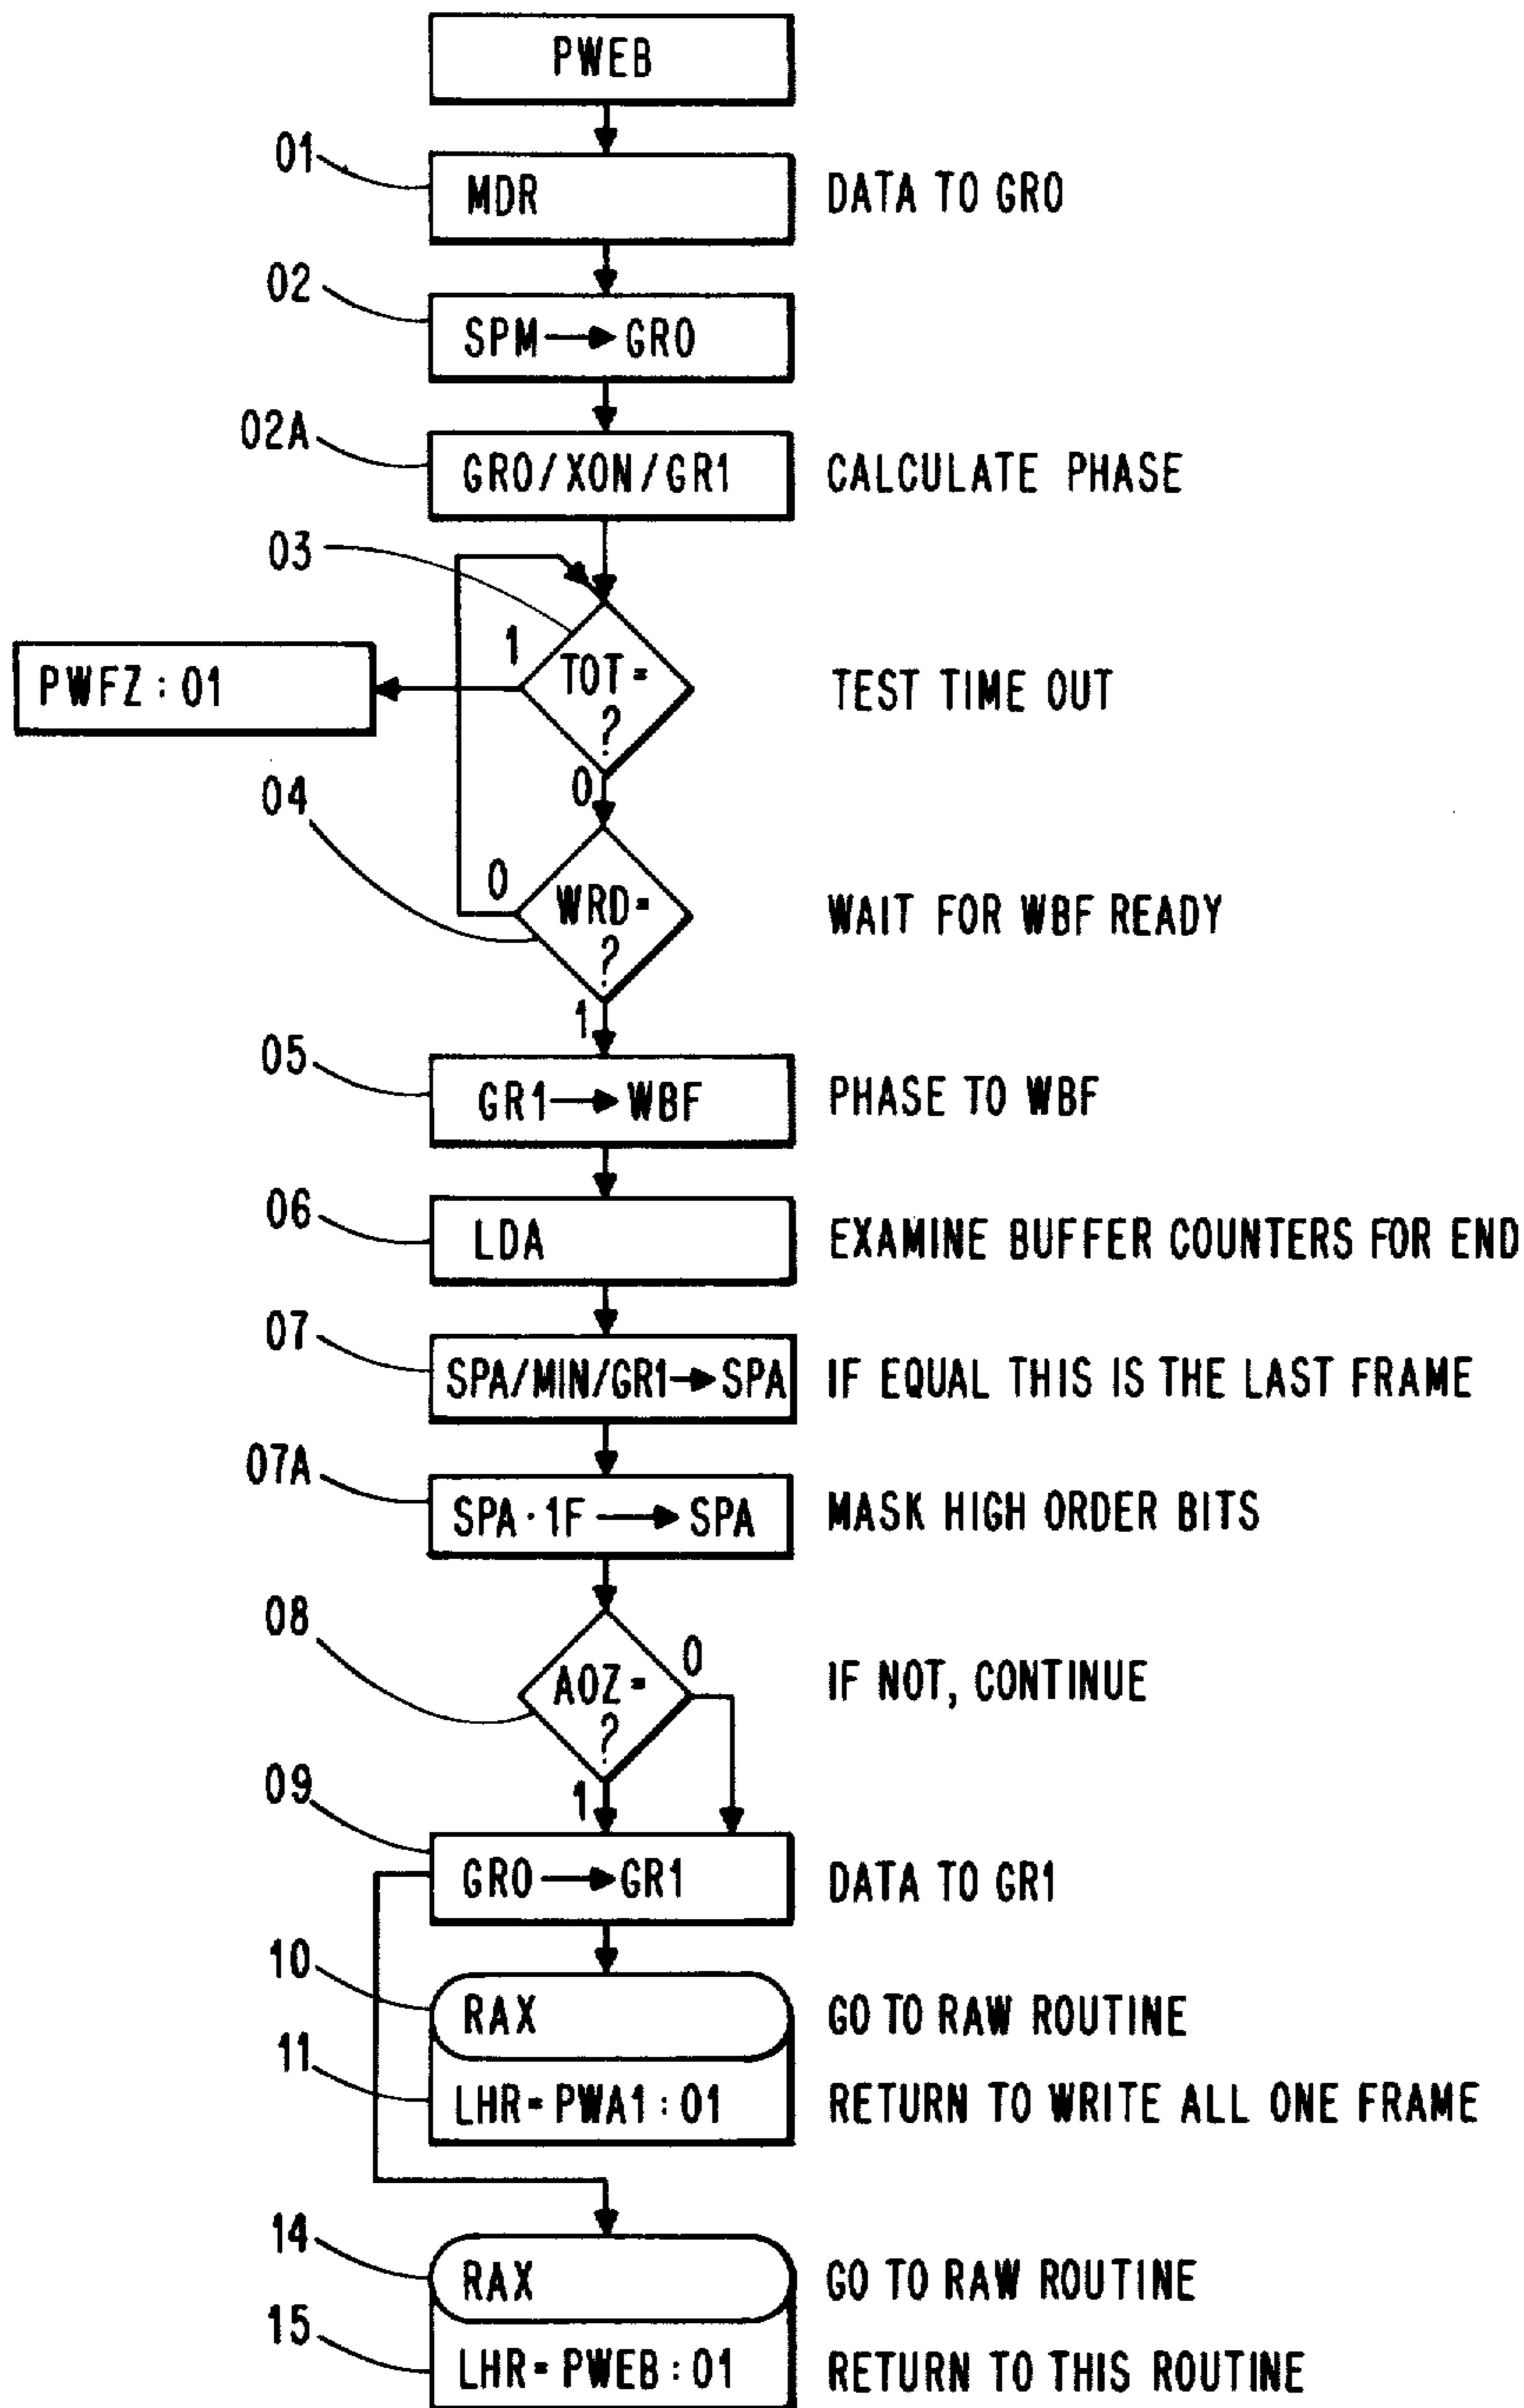 PWEB
01
MDR DATA TO GR0
02
SPM → GR0
02A
GR0/XON/GR1 CALCULATE PHASE
03
1
TOT=
?
PWFZ:01
TEST TIME OUT
0
04
0
WRD=
?
WAIT FOR WBF READY
1
05
GR1 → WBF PHASE TO WBF
06
LDA EXAMINE BUFFER COUNTERS FOR END
07
SPA/MIN/GR1 → SPA IF EQUAL THIS IS THE LAST FRAME
07A
SPA·1F → SPA MASK HIGH ORDER BITS
08
0
AOZ=
?
IF NOT, CONTINUE
1
09
GR0 → GR1 DATA TO GR1
10
RAX GO TO RAW ROUTINE
11
LHR=PWA1:01 RETURN TO WRITE ALL ONE FRAME
14
RAX GO TO RAW ROUTINE
15
LHR=PWEB:01 RETURN TO THIS ROUTINE